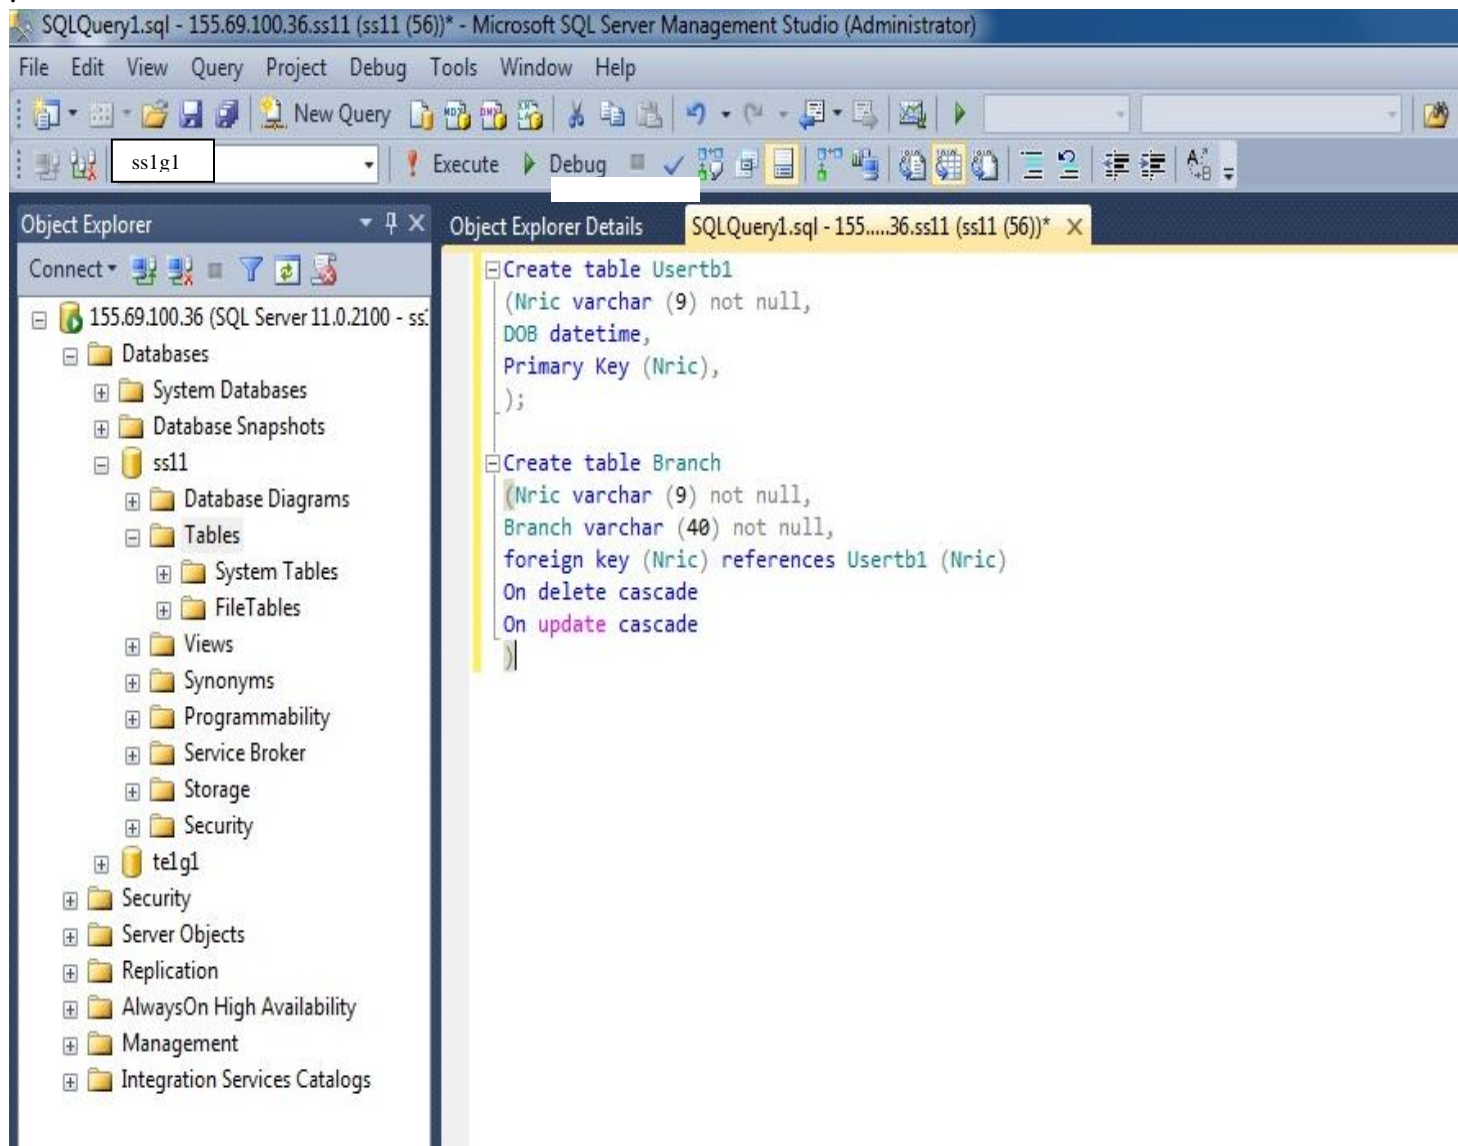 SQLQuery1.sql - 155.69.100.36.ss11 (ss11 (56))* - Microsoft SQL Server Management Studio (Administrator)
File Edit View Query Project Debug Tools Window Help
New Query
ss1g1 Execute Debug
Object Explorer
Object Explorer Details SQLQuery1.sql - 155.....36.ss11 (ss11 (56))*
Connect
155.69.100.36 (SQL Server 11.0.2100 - ss
Databases
System Databases
Database Snapshots
ss11
Database Diagrams
Tables
System Tables
FileTables
Views
Synonyms
Programmability
Service Broker
Storage
Security
te1g1
Security
Server Objects
Replication
AlwaysOn High Availability
Management
Integration Services Catalogs
Create table Usertb1
(Nric varchar (9) not null,
DOB datetime,
Primary Key (Nric),
);
Create table Branch
(Nric varchar (9) not null,
Branch varchar (40) not null,
foreign key (Nric) references Usertb1 (Nric)
On delete cascade
On update cascade
)